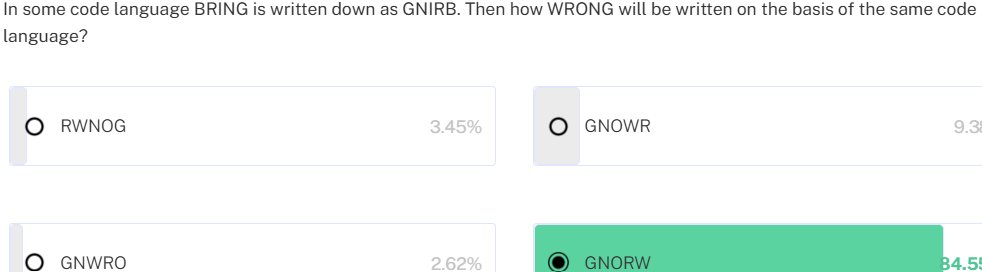 In some code language BRING is written down as GNIRB. Then how WRONG will be written on the basis of the same code
language?
RWNOG 3.45% GNOWR 9.3
GNWRO 2.62% GNORW 84.5